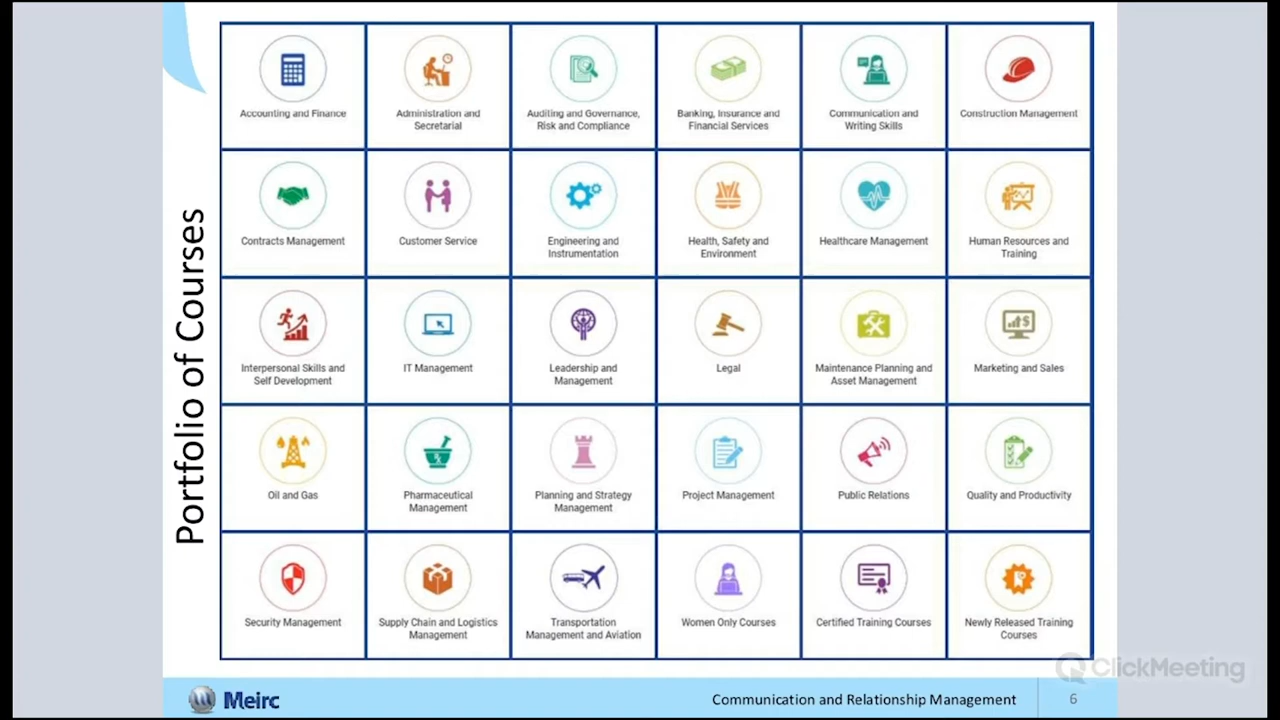 Portfolio of Courses
Accounting and Finance
Administration and
Secretarial
Auditing and Governance,
Risk and Compliance
Banking, Insurance and
Financial Services
Communication and
Writing Skills
Construction Management
Contracts Management
Customer Service
Engineering and
Instrumentation
Health, Safety and
Environment
Healthcare Management
Human Resources and
Training
Interpersonal Skills and
Self Development
IT Management
Leadership and
Management
Legal
Maintenance Planning and
Asset Management
Marketing and Sales
Oil and Gas
Pharmaceutical
Management
Planning and Strategy
Management
Project Management
Public Relations
Quality and Productivity
Security Management
Supply Chain and Logistics
Management
Transportation
Management and Aviation
Women Only Courses
Certified Training Courses
Newly Released Training
Courses
ClickMeeting
Meirc
Communication and Relationship Management
6